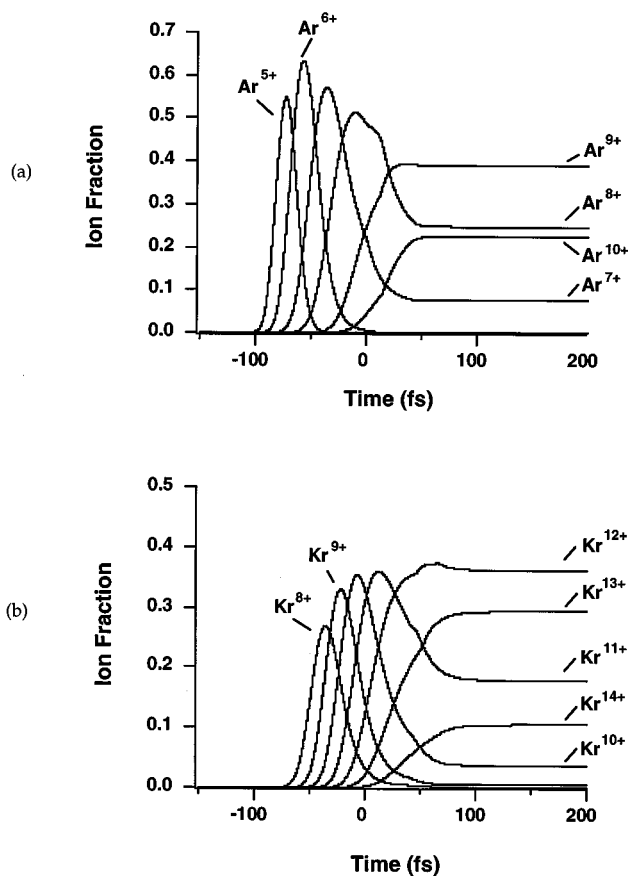 (a)
Ion Fraction
0.7
0.6
0.5
0.4
0.3
0.2
0.1
0.0
Ar5+
Ar6+
Ar9+
Ar8+
Ar10+
Ar7+
-100
0
100
200
Time (fs)
(b)
Ion Fraction
0.5
0.4
0.3
0.2
0.1
0.0
Kr8+
Kr9+
Kr12+
Kr13+
Kr11+
Kr14+
Kr10+
-100
0
100
200
Time (fs)